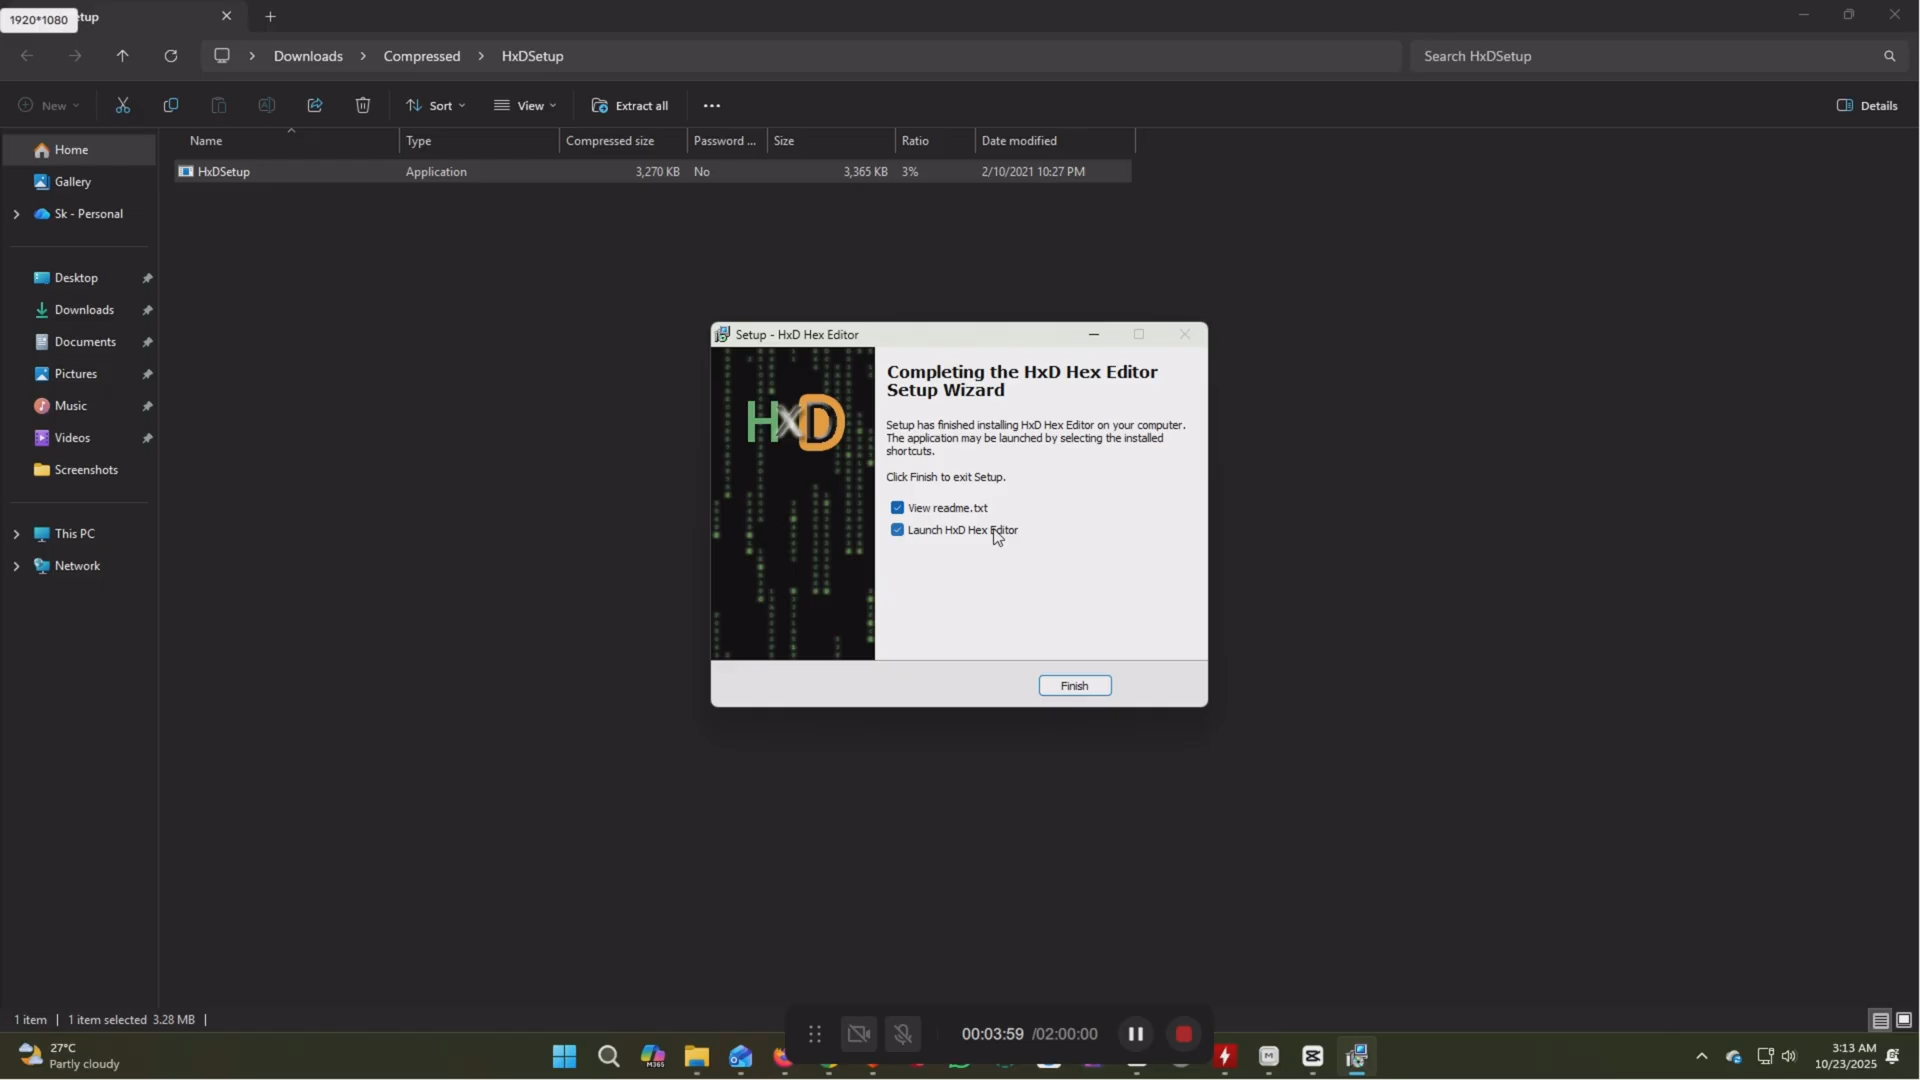 1920*1080
etup
Downloads
Compressed
HxDSetup
Search HxDSetup
New
Sort
View
Extract all
Details
Name
Type
Compressed size
Password ...
Size
Ratio
Date modified
HxDSetup
Application
3,270 KB
No
3,365 KB
3%
2/10/2021 10:27 PM
Home
Gallery
Sk - Personal
Desktop
Downloads
Documents
Pictures
Music
Videos
Screenshots
This PC
Network
Setup - HxD Hex Editor
HxD
Completing the HxD Hex Editor
Setup Wizard
Setup has finished installing HxD Hex Editor on your computer.
The application may be launched by selecting the installed
shortcuts.
Click Finish to exit Setup.
View readme.txt
Launch HxD Hex Editor
Finish
1 item
1 item selected 3.28 MB
00:03:59 /02:00:00
27°C
Partly cloudy
M365
3:13 AM
10/23/2025